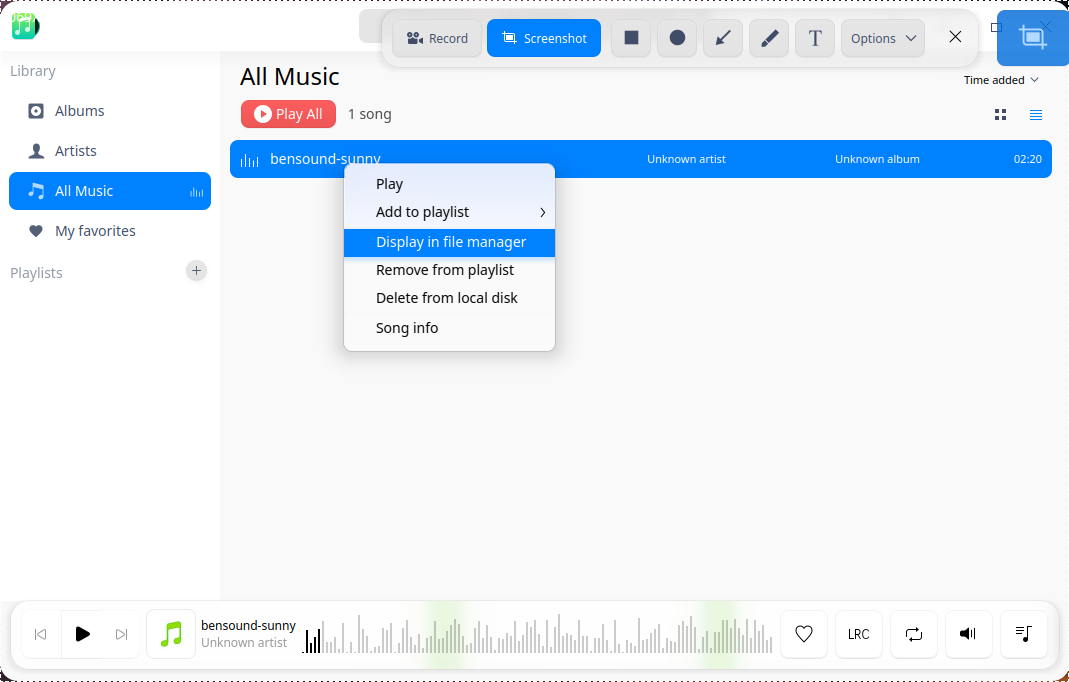 Record
Screenshot
T
Options
Library
All Music
Time added
Albums
Play All
1 song
Artists
bensound-sunny
Unknown artist
Unknown album
02:20
All Music
My favorites
Playlists
Play
Add to playlist
Display in file manager
Remove from playlist
Delete from local disk
Song info
bensound-sunny
Unknown artist
LRC